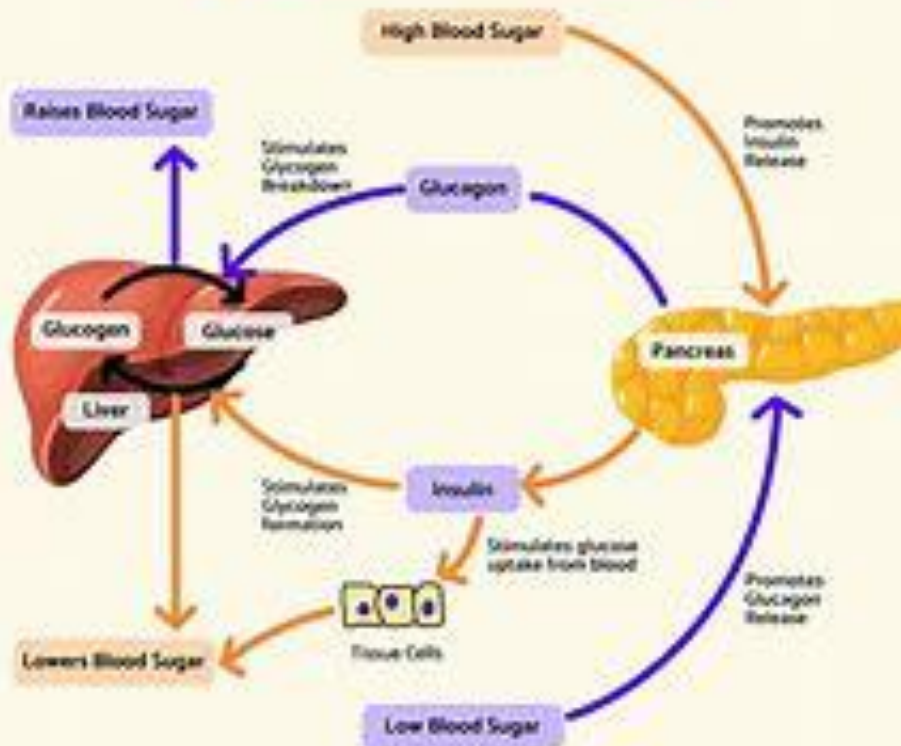 High Blood Sugar
Raises Blood Sugar
Promotes
Insulin
Release
Stimulates
Glycogen
Breakdown
Glucagon
Glucogen
Glucose
Pancreas
Liver
Stimulates
Glycogen
Formation
Insulin
Stimulates glucose
uptake from blood
Promotes
Glucagon
Release
Tissue Cells
Lowers Blood Sugar
Low Blood Sugar